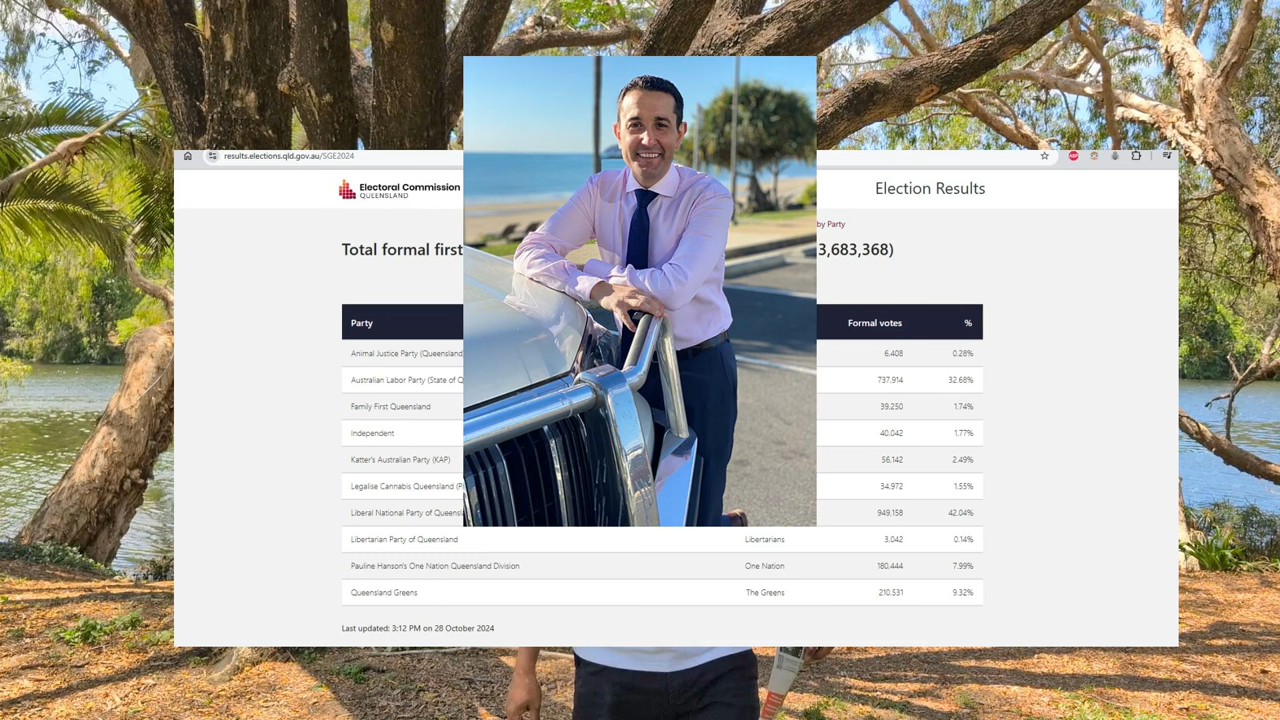 results.elections.qld.gov.au/SGE2024
Electoral Commission
QUEENSLAND
Election Results
by Party
Total formal first 3,683,368)
Party Formal votes %
Animal Justice Party (Queensland 6,408 0.28%
Australian Labor Party (State of Q 737,914 32.68%
Family First Queensland 39,250 1.74%
Independent 40,042 1.77%
Katter's Australian Party (KAP) 56,142 2.49%
Legalise Cannabis Queensland (P 34,972 1.55%
Liberal National Party of Queensl 949,158 42.04%
Libertarian Party of Queensland Libertarians 3,042 0.14%
Pauline Hanson's One Nation Queensland Division One Nation 180,444 7.99%
Queensland Greens The Greens 210,531 9.32%
Last updated: 3:12 PM on 28 October 2024